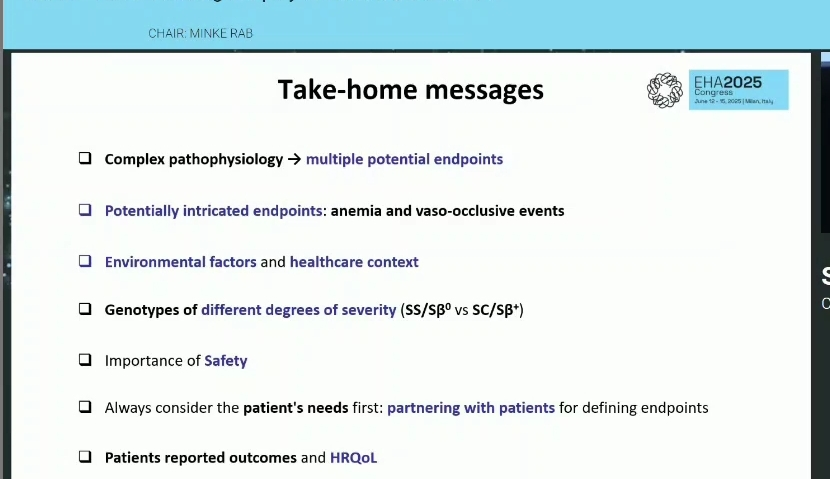 CHAIR: MINKE RAB
Take-home messages
EHA2025
Congress
June 12 - 15, 2025 | Milan, Italy
❑ Complex pathophysiology → multiple potential endpoints
❑ Potentially intricated endpoints: anemia and vaso-occlusive events
❑ Environmental factors and healthcare context
❑ Genotypes of different degrees of severity (SS/Sβ⁰ vs SC/Sβ⁺)
❑ Importance of Safety
❑ Always consider the patient's needs first: partnering with patients for defining endpoints
❑ Patients reported outcomes and HRQoL